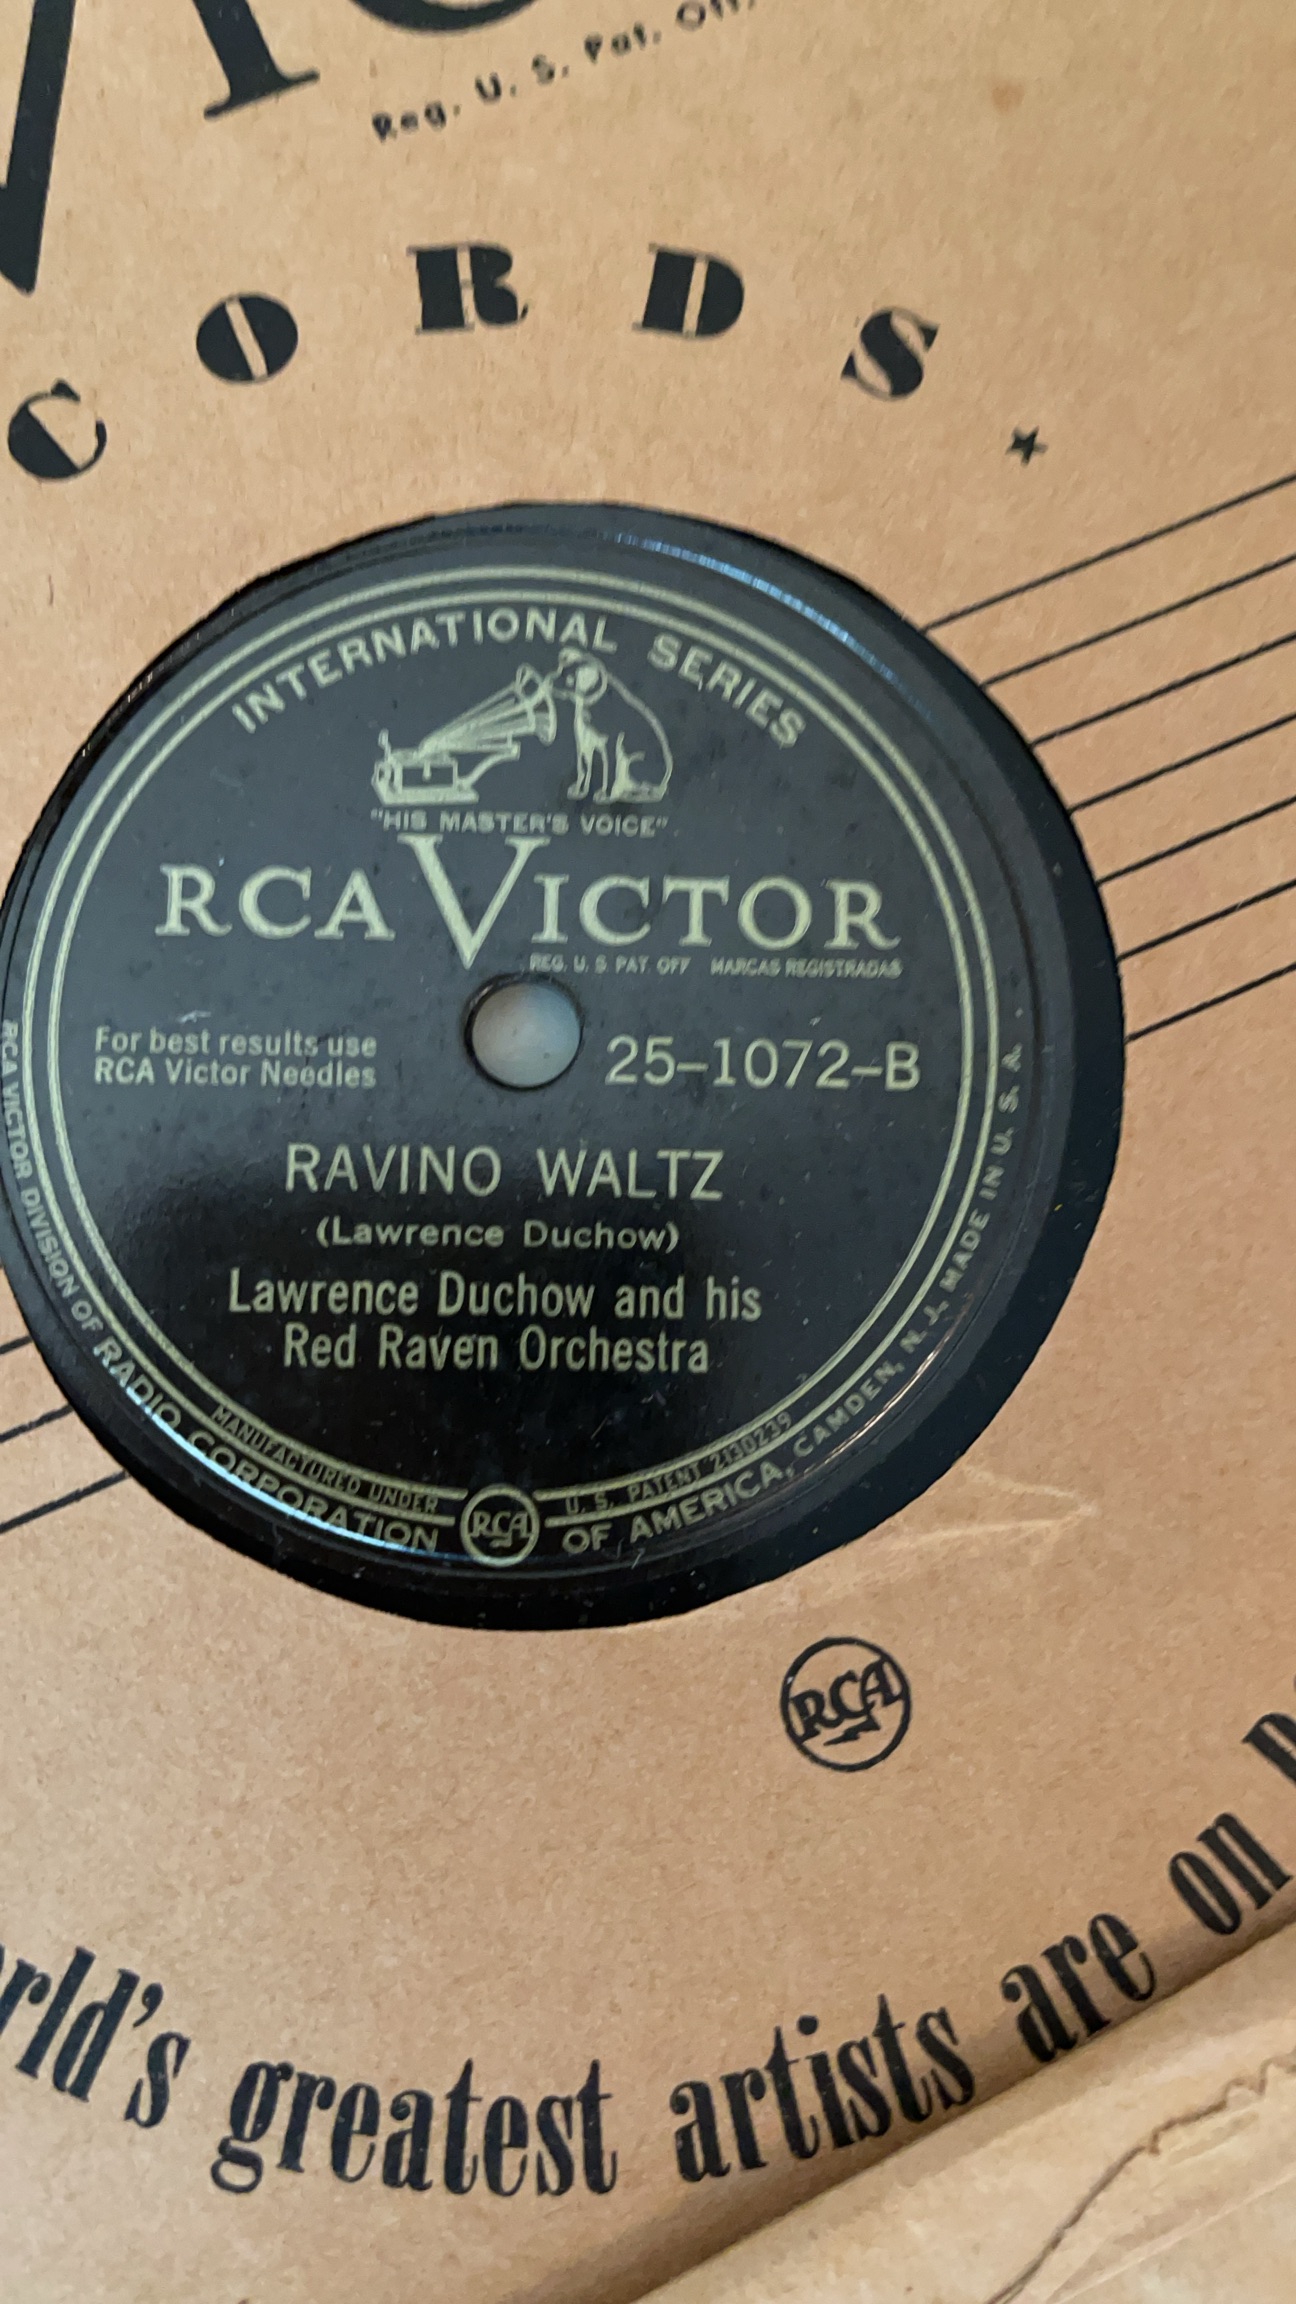 Reg. U. S. Pat. Off.
CORDS
INTERNATIONAL SERIES
"HIS MASTER'S VOICE"
RCA VICTOR
REG. U. S. PAT. OFF MARCAS REGISTRADAS
For best results use
RCA Victor Needles
25-1072-B
RAVINO WALTZ
(Lawrence Duchow)
Lawrence Duchow and his
Red Raven Orchestra
MANUFACTURED UNDER U. S. PATENT 2130239
RCA
RCA VICTOR DIVISION OF RADIO CORPORATION OF AMERICA, CAMDEN, N. J. MADE IN U. S. A.
RCA
rld's greatest artists are on